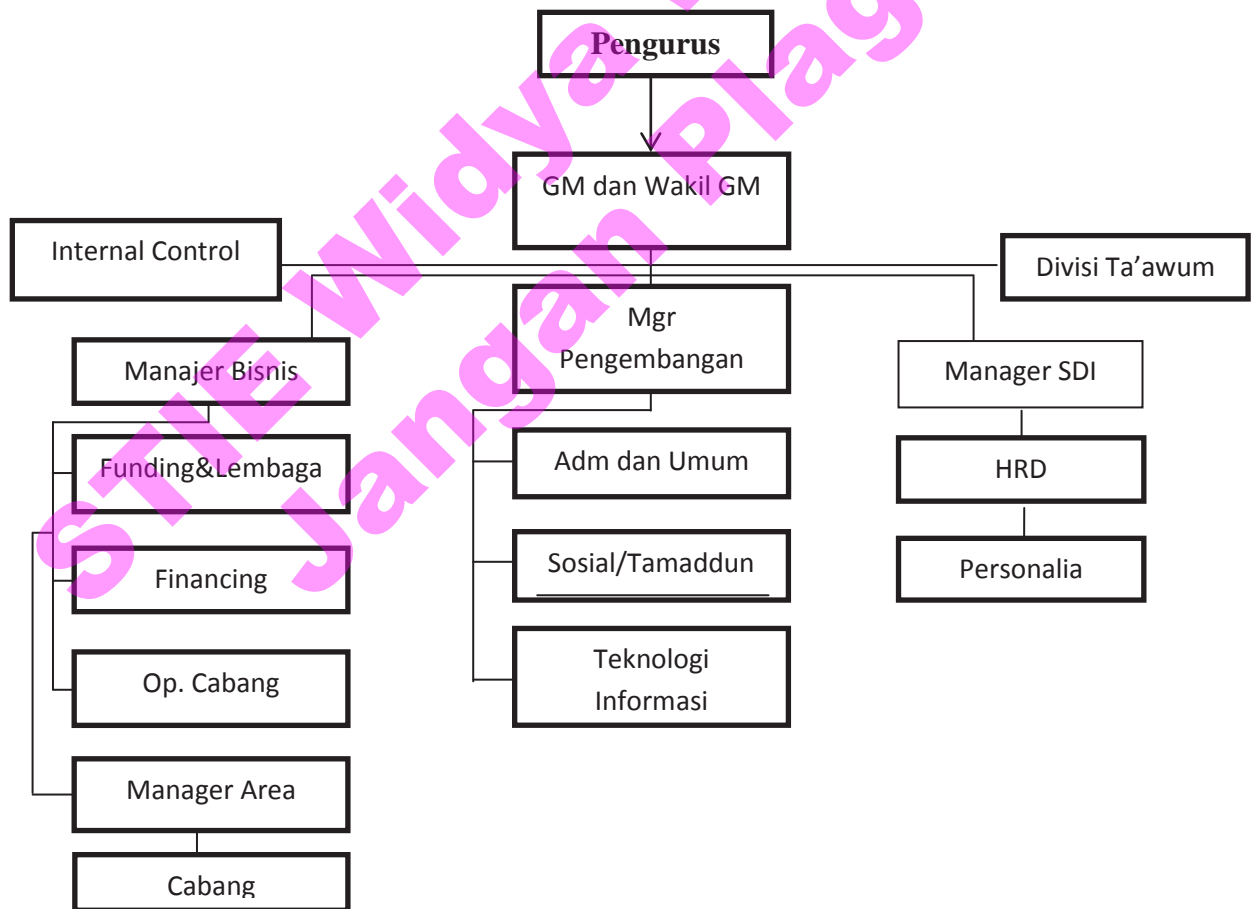 Pengurus
GM dan Wakil GM
Internal Control
Divisi Ta’awum
Mgr
Pengembangan
Manajer Bisnis
Manager SDI
Funding&Lembaga
Adm dan Umum
HRD
Financing
Sosial/Tamaddun
Personalia
Op. Cabang
Teknologi
Informasi
Manager Area
Cabang
STIE Widya
Jangan Plag